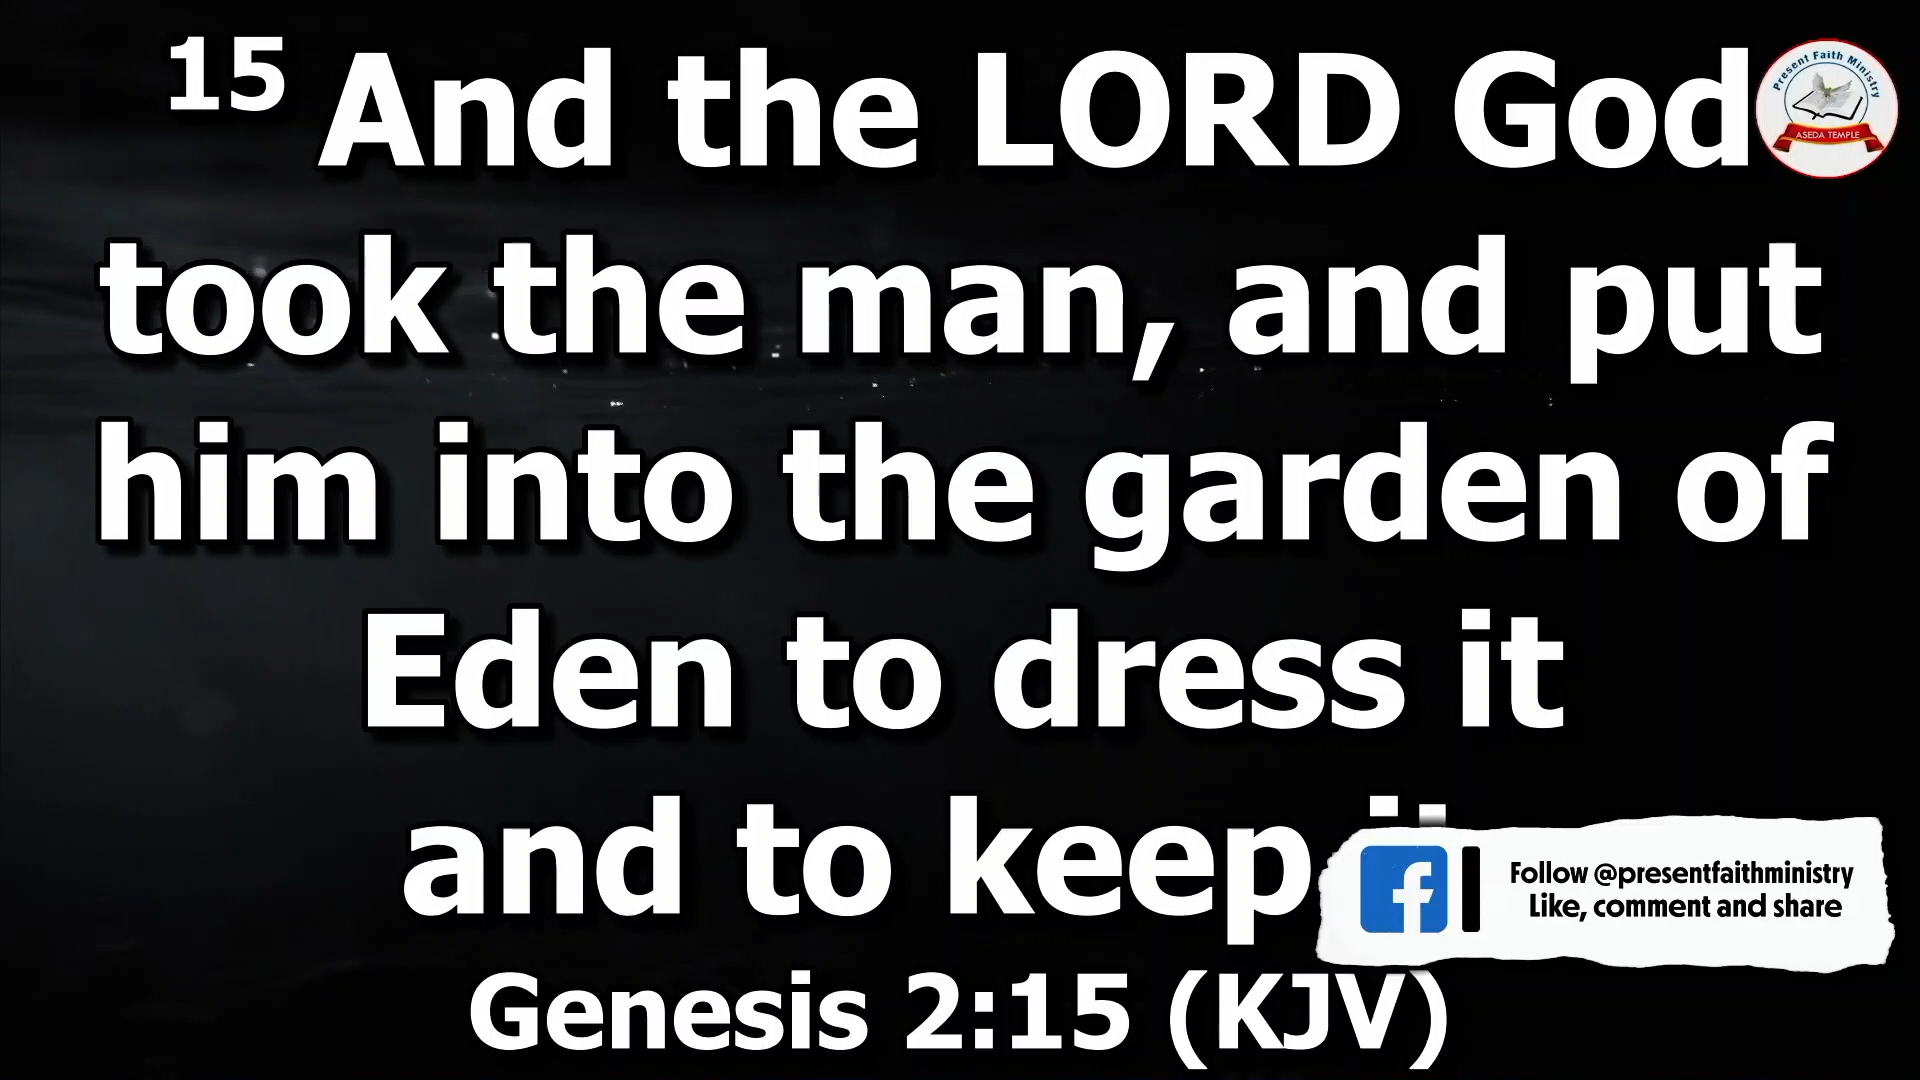 15 And the LORD God
took the man, and put
him into the garden of
Eden to dress it
and to keep
Genesis 2:15 (KJV)
Present Faith Ministry
ASEDA TEMPLE
Follow @presentfaithministry
Like, comment and share